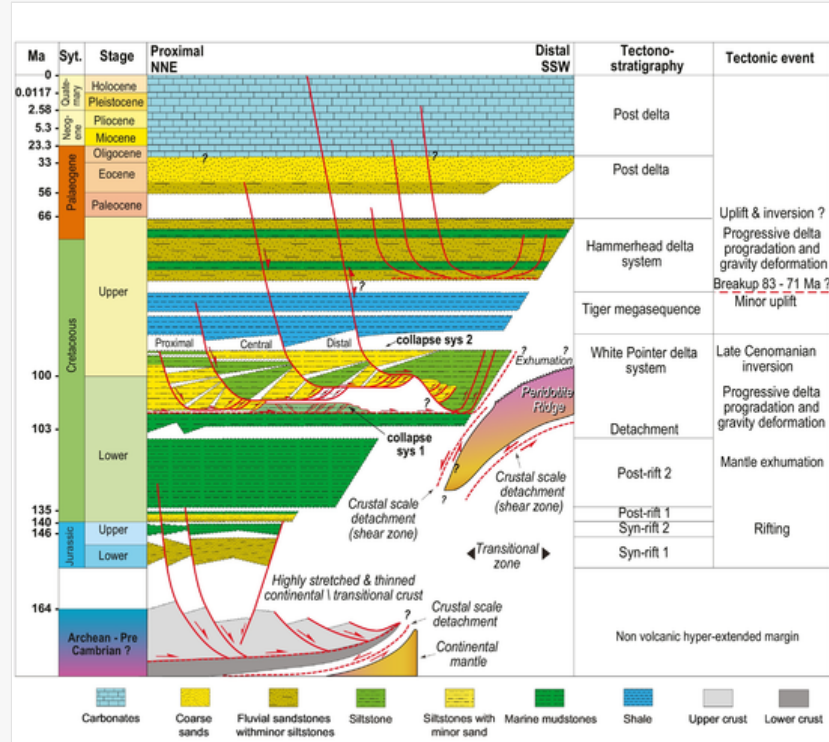 Ma Syt. Stage Proximal NNE Distal SSW Tectono-stratigraphy Tectonic event
0
0.0117
2.58
5.3
23.3
33
56
66
100
103
135
140
146
164
Quate-
mary
Neog-
ene
Palaeogene
Cretaceous
Jurassic
Holocene
Pleistocene
Pliocene
Miocene
Oligocene
Eocene
Paleocene
Upper
Lower
Upper
Lower
Archean - Pre
Cambrian ?
?
?
?
Proximal
Central
Distal
collapse sys 2
collapse sys 1
?
?
?
Exhumation
Peridotite
Ridge
?
?
Crustal scale
detachment
(shear zone)
Crustal scale
detachment
(shear zone)
Transitional
zone
Highly stretched & thinned
continental \ transitional crust
?
Crustal scale
detachment
Continental
mantle
Post delta
Post delta
Hammerhead delta
system
Tiger megasequence
White Pointer delta
system
Detachment
Post-rift 2
Post-rift 1
Syn-rift 2
Syn-rift 1
Uplift & inversion ?
Progressive delta
progradation and
gravity deformation
Breakup 83 - 71 Ma ?
Minor uplift
Late Cenomanian
inversion
Progressive delta
progradation and
gravity deformation
Mantle exhumation
Rifting
Non volcanic hyper-extended margin
Carbonates
Coarse
sands
Fluvial sandstones
withminor siltstones
Siltstone
Siltstones with
minor sand
Marine mudstones
Shale
Upper crust
Lower crust